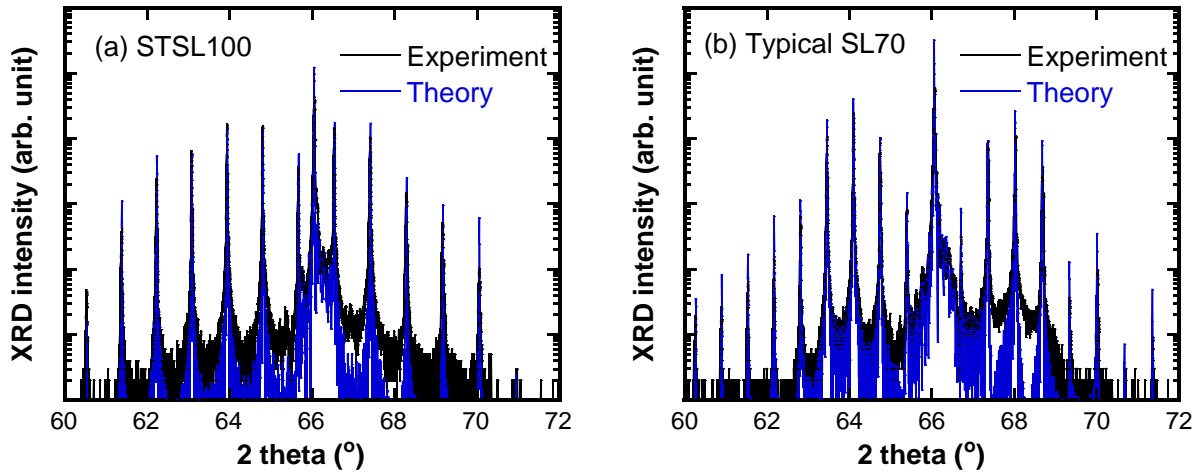 (a) STSL100
Experiment
Theory
XRD intensity (arb. unit)
60 62 64 66 68 70 72
2 theta (o)
(b) Typical SL70
Experiment
Theory
XRD intensity (arb. unit)
60 62 64 66 68 70 72
2 theta (o)